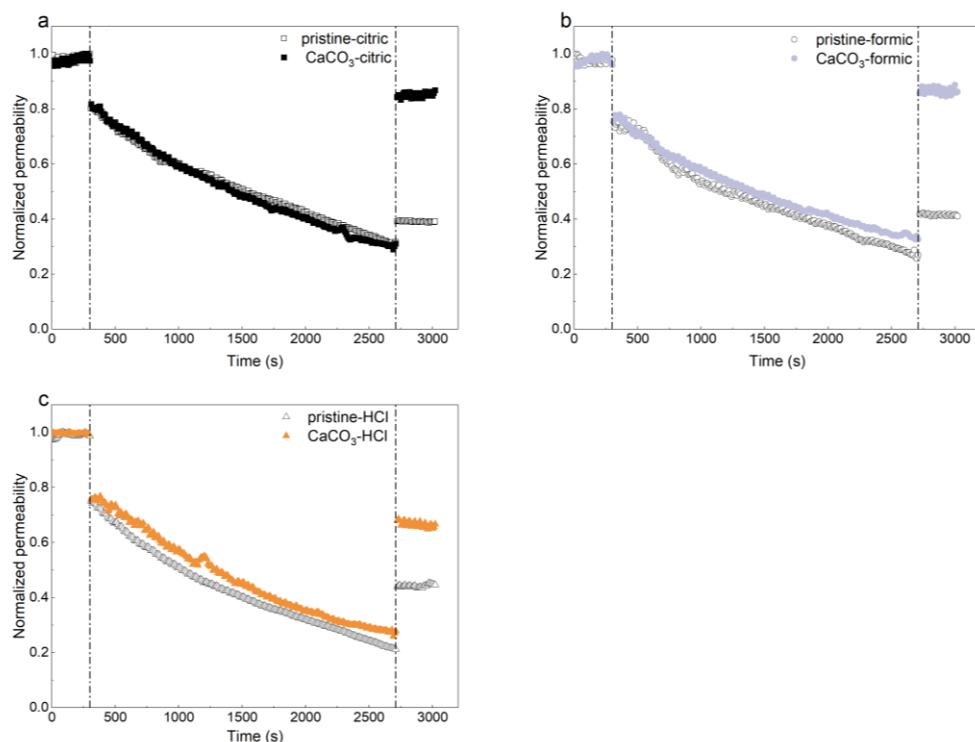 a
pristine-citric
CaCO₃-citric
Normalized permeability
1.0
0.8
0.6
0.4
0.2
0.0
0 500 1000 1500 2000 2500 3000
Time (s)
b
pristine-formic
CaCO₃-formic
Normalized permeability
1.0
0.8
0.6
0.4
0.2
0.0
0 500 1000 1500 2000 2500 3000
Time (s)
c
pristine-HCl
CaCO₃-HCl
Normalized permeability
1.0
0.8
0.6
0.4
0.2
0.0
0 500 1000 1500 2000 2500 3000
Time (s)